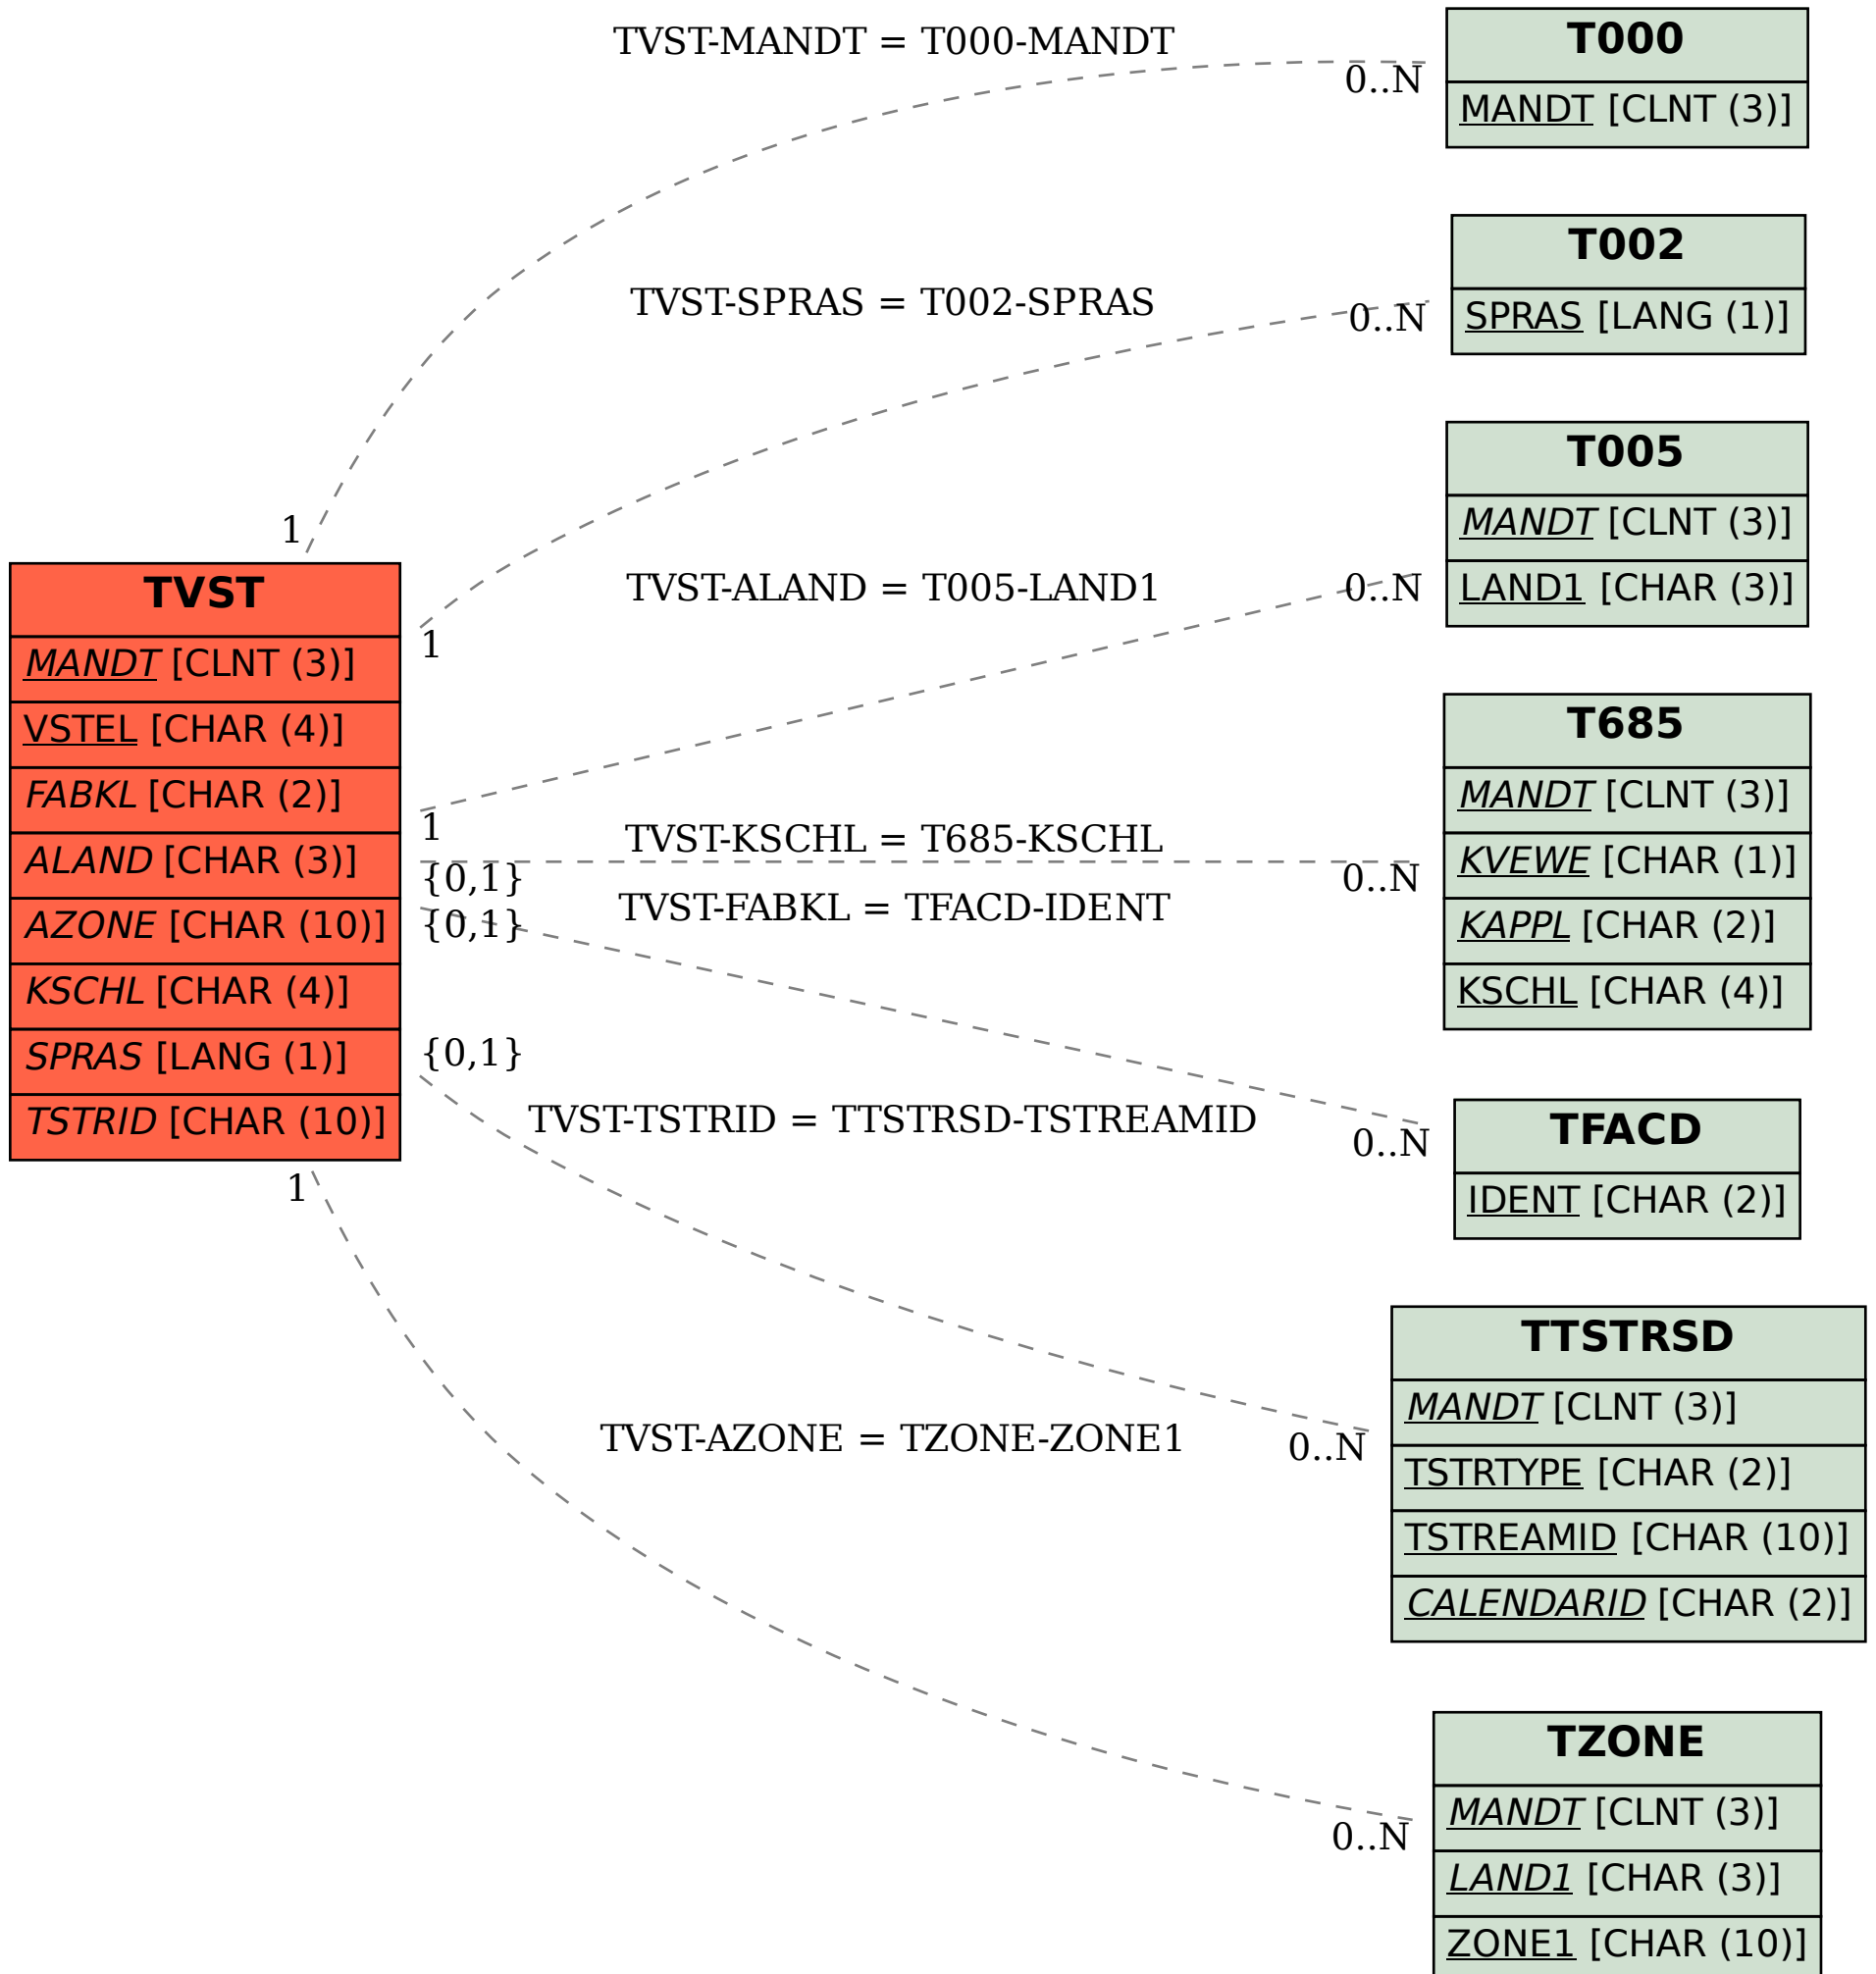 TVST-MANDT = T000-MANDT
0..N
T000
MANDT [CLNT (3)]
TVST-SPRAS = T002-SPRAS
0..N
T002
SPRAS [LANG (1)]
TVST-ALAND = T005-LAND1
0..N
T005
MANDT [CLNT (3)]
LAND1 [CHAR (3)]
1
1
1
TVST
MANDT [CLNT (3)]
VSTEL [CHAR (4)]
FABKL [CHAR (2)]
ALAND [CHAR (3)]
AZONE [CHAR (10)]
KSCHL [CHAR (4)]
SPRAS [LANG (1)]
TSTRID [CHAR (10)]
TVST-KSCHL = T685-KSCHL
{0,1}
0..N
T685
MANDT [CLNT (3)]
KVEWE [CHAR (1)]
KAPPL [CHAR (2)]
KSCHL [CHAR (4)]
TVST-FABKL = TFACD-IDENT
{0,1}
0..N
TFACD
IDENT [CHAR (2)]
{0,1}
TVST-TSTRID = TTSTRSD-TSTREAMID
0..N
TTSTRSD
MANDT [CLNT (3)]
TSTRTYPE [CHAR (2)]
TSTREAMID [CHAR (10)]
CALENDARID [CHAR (2)]
1
TVST-AZONE = TZONE-ZONE1
0..N
TZONE
MANDT [CLNT (3)]
LAND1 [CHAR (3)]
ZONE1 [CHAR (10)]